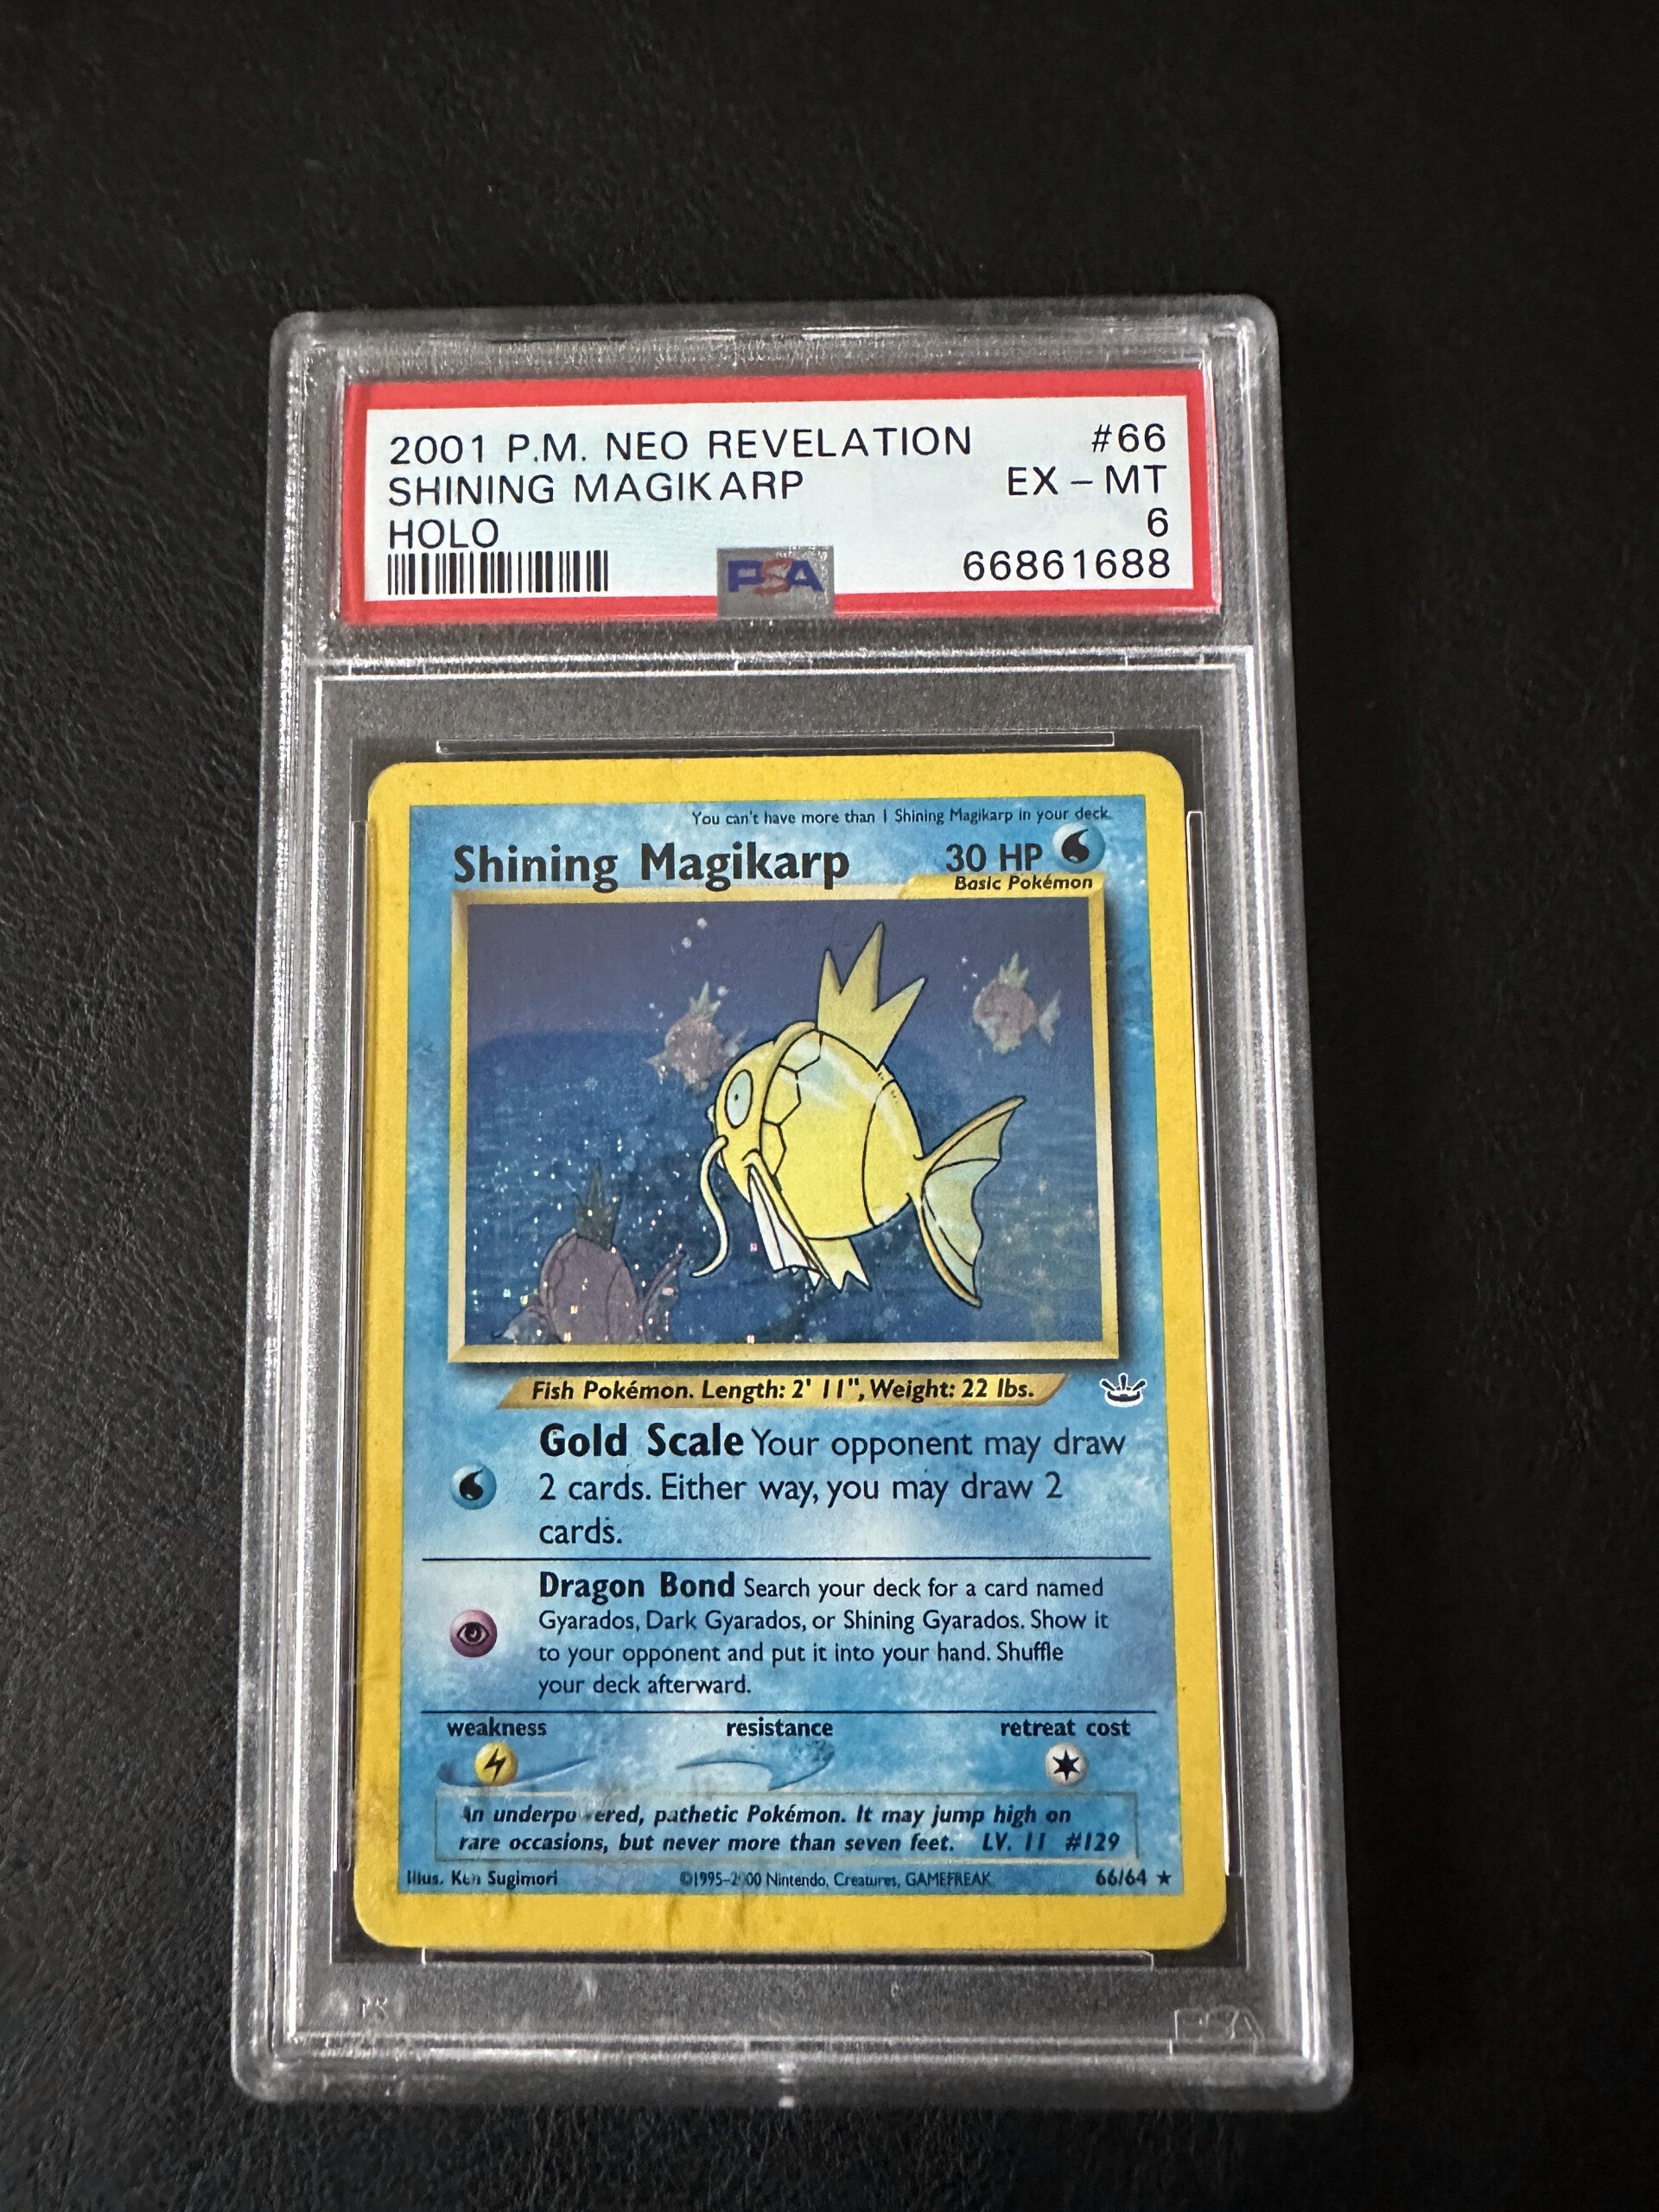 2001 P.M. NEO REVELATION #66
SHINING MAGIKARP EX - MT
HOLO 6
PSA 66861688
You can't have more than 1 Shining Magikarp in your deck.
Shining Magikarp 30 HP
Basic Pokémon
Fish Pokémon. Length: 2' 11", Weight: 22 lbs.
Gold Scale Your opponent may draw
2 cards. Either way, you may draw 2
cards.
Dragon Bond Search your deck for a card named
Gyarados, Dark Gyarados, or Shining Gyarados. Show it
to your opponent and put it into your hand. Shuffle
your deck afterward.
weakness resistance retreat cost
An underpowered, pathetic Pokémon. It may jump high on
rare occasions, but never more than seven feet. LV. 11 #129
Illus. Ken Sugimori ©1995-2000 Nintendo, Creatures, GAMEFREAK. 66/64 ★
PSA